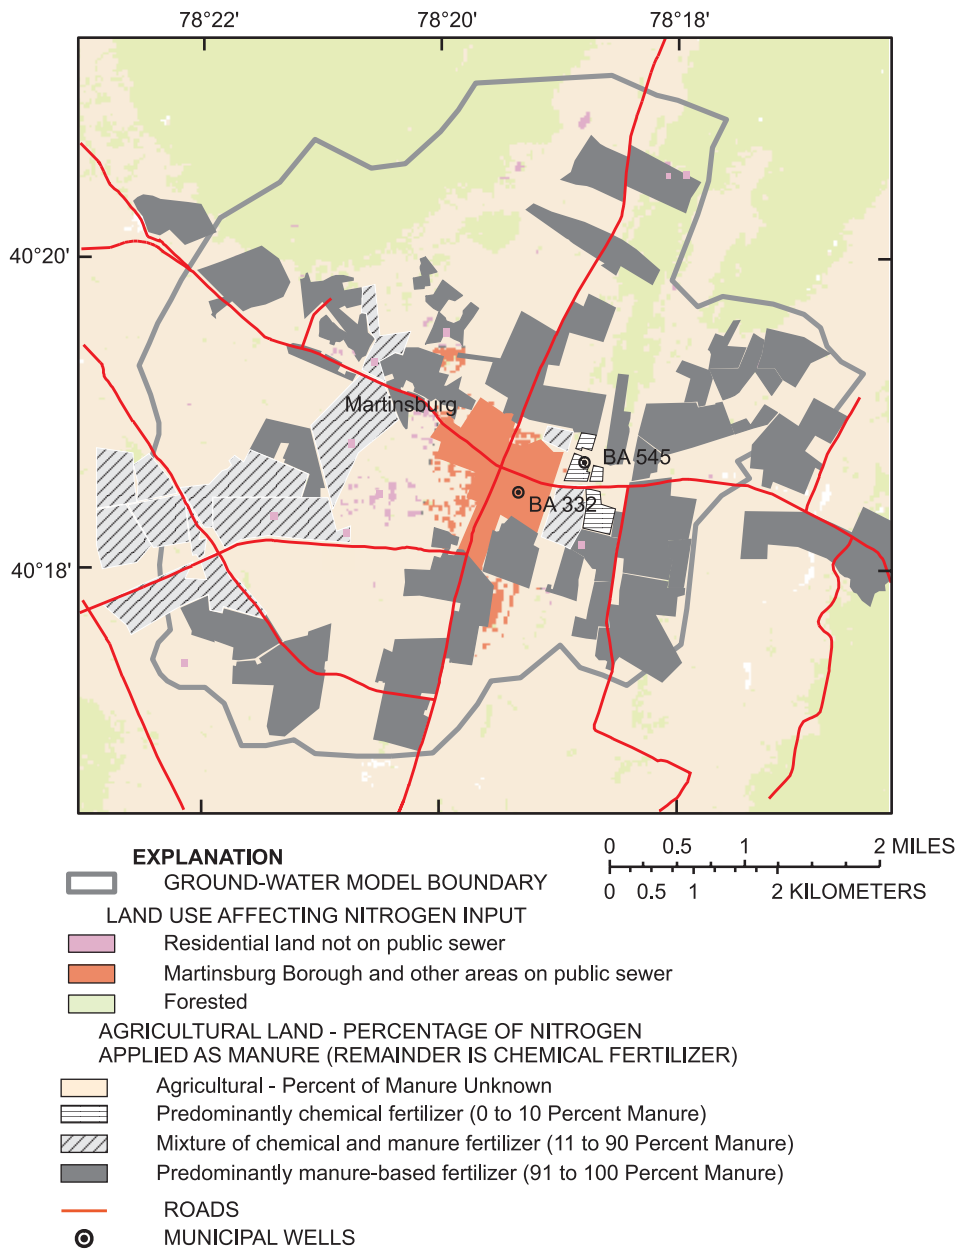 78°22' 78°20' 78°18'
40°20'
Martinsburg
BA 545
BA 332
40°18'
0 0.5 1 2 MILES
0 0.5 1 2 KILOMETERS
EXPLANATION
GROUND-WATER MODEL BOUNDARY
LAND USE AFFECTING NITROGEN INPUT
Residential land not on public sewer
Martinsburg Borough and other areas on public sewer
Forested
AGRICULTURAL LAND - PERCENTAGE OF NITROGEN
APPLIED AS MANURE (REMAINDER IS CHEMICAL FERTILIZER)
Agricultural - Percent of Manure Unknown
Predominantly chemical fertilizer (0 to 10 Percent Manure)
Mixture of chemical and manure fertilizer (11 to 90 Percent Manure)
Predominantly manure-based fertilizer (91 to 100 Percent Manure)
ROADS
MUNICIPAL WELLS